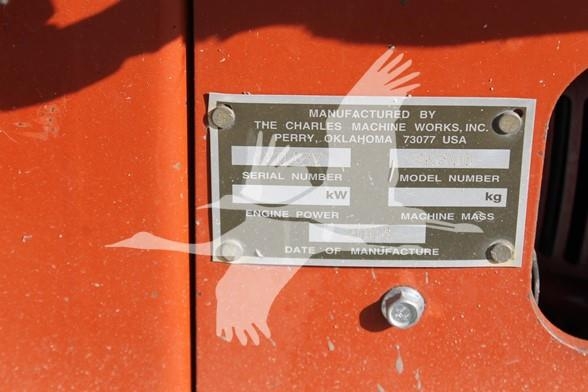 MANUFACTURED BY
THE CHARLES MACHINE WORKS, INC.
PERRY, OKLAHOMA 73077 USA
SERIAL NUMBER MODEL NUMBER
kW kg
ENGINE POWER MACHINE MASS
DATE OF MANUFACTURE